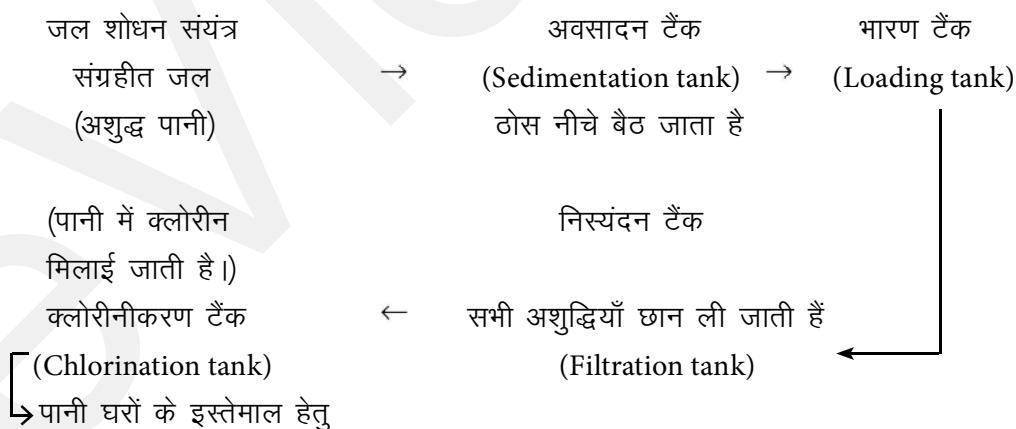 जल शोधन संयंत्र अवसादन टैंक भारण टैंक
संग्रहीत जल → (Sedimentation tank) → (Loading tank)
(अशुद्ध पानी) ठोस नीचे बैठ जाता है
(पानी में क्लोरीन निस्यंदन टैंक
मिलाई जाती है।)
क्लोरीनीकरण टैंक ← सभी अशुद्धियाँ छान ली जाती हैं
(Chlorination tank) (Filtration tank)
पानी घरों के इस्तेमाल हेतु